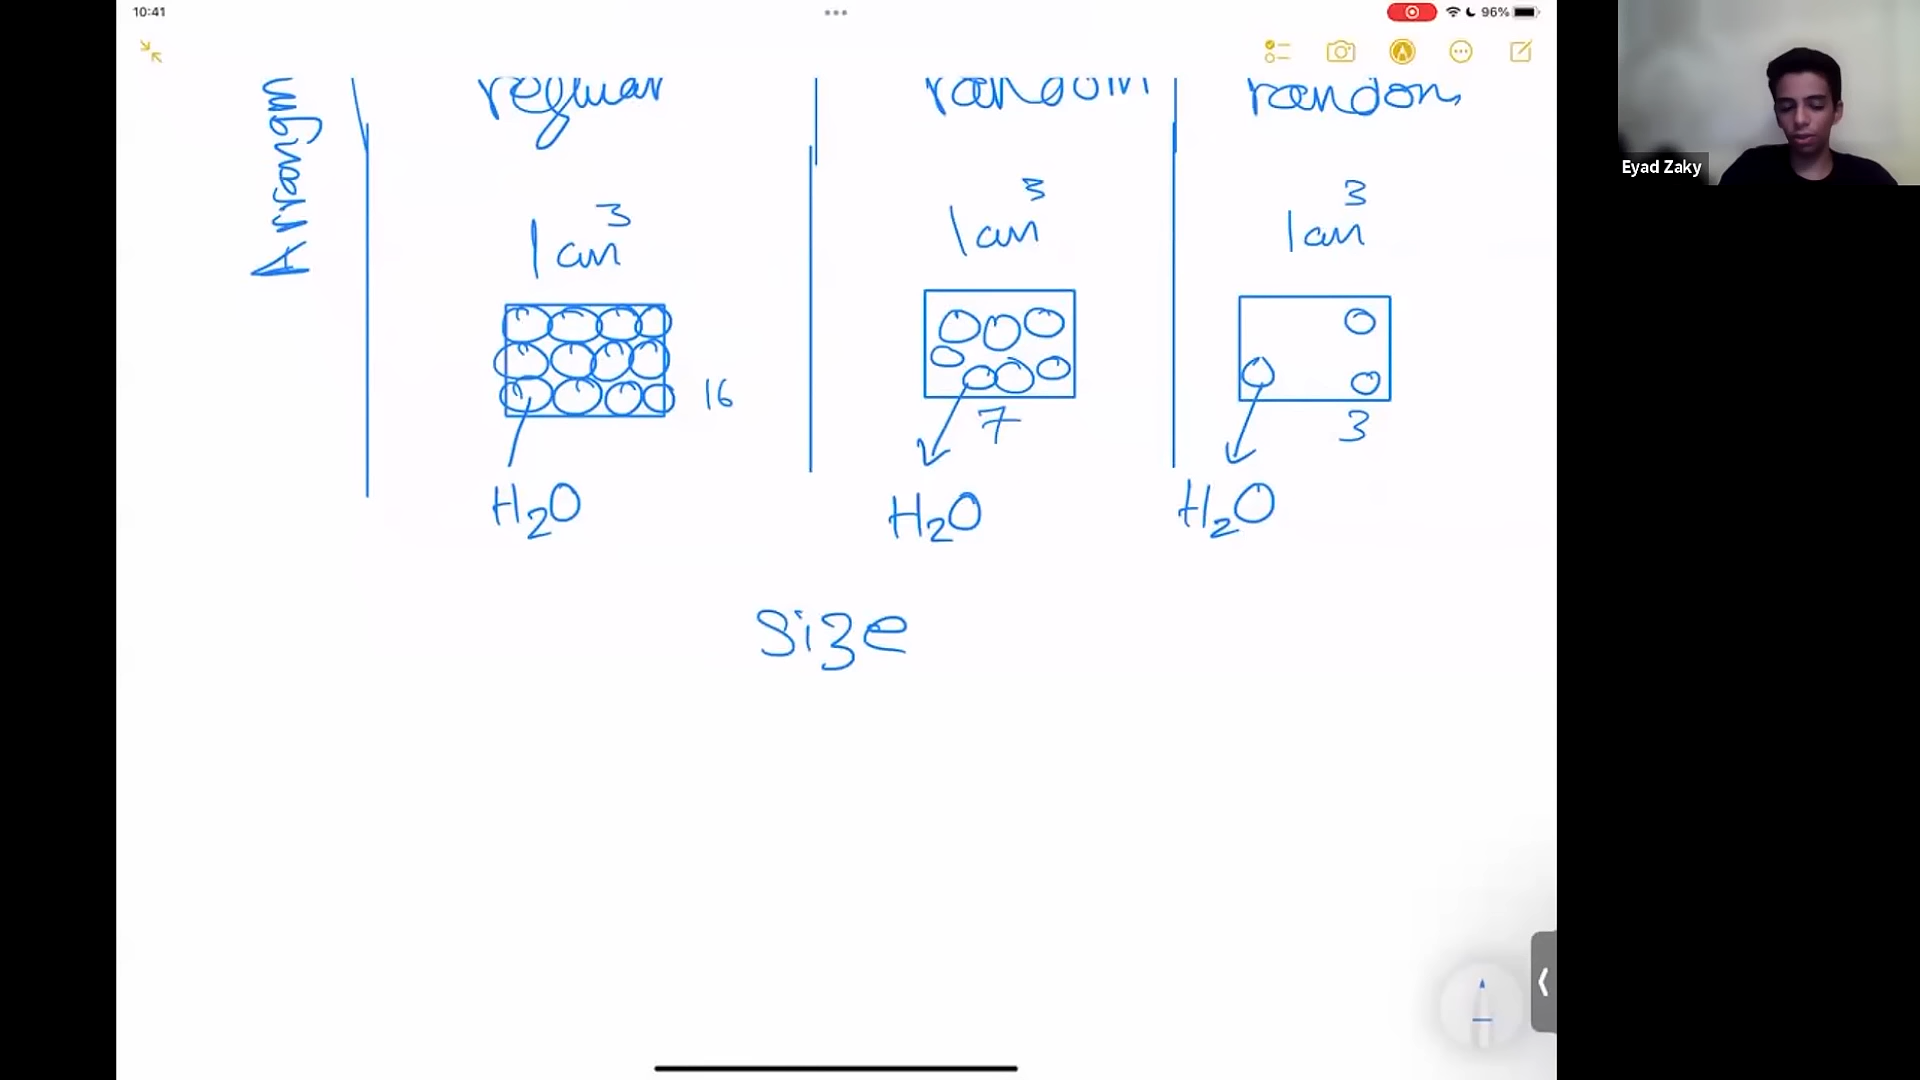 10:41
96%
Eyad Zaky
Arrangm
regular
random
random
1 cm³
1 cm³
1 cm³
16
7
3
H₂O
H₂O
H₂O
size